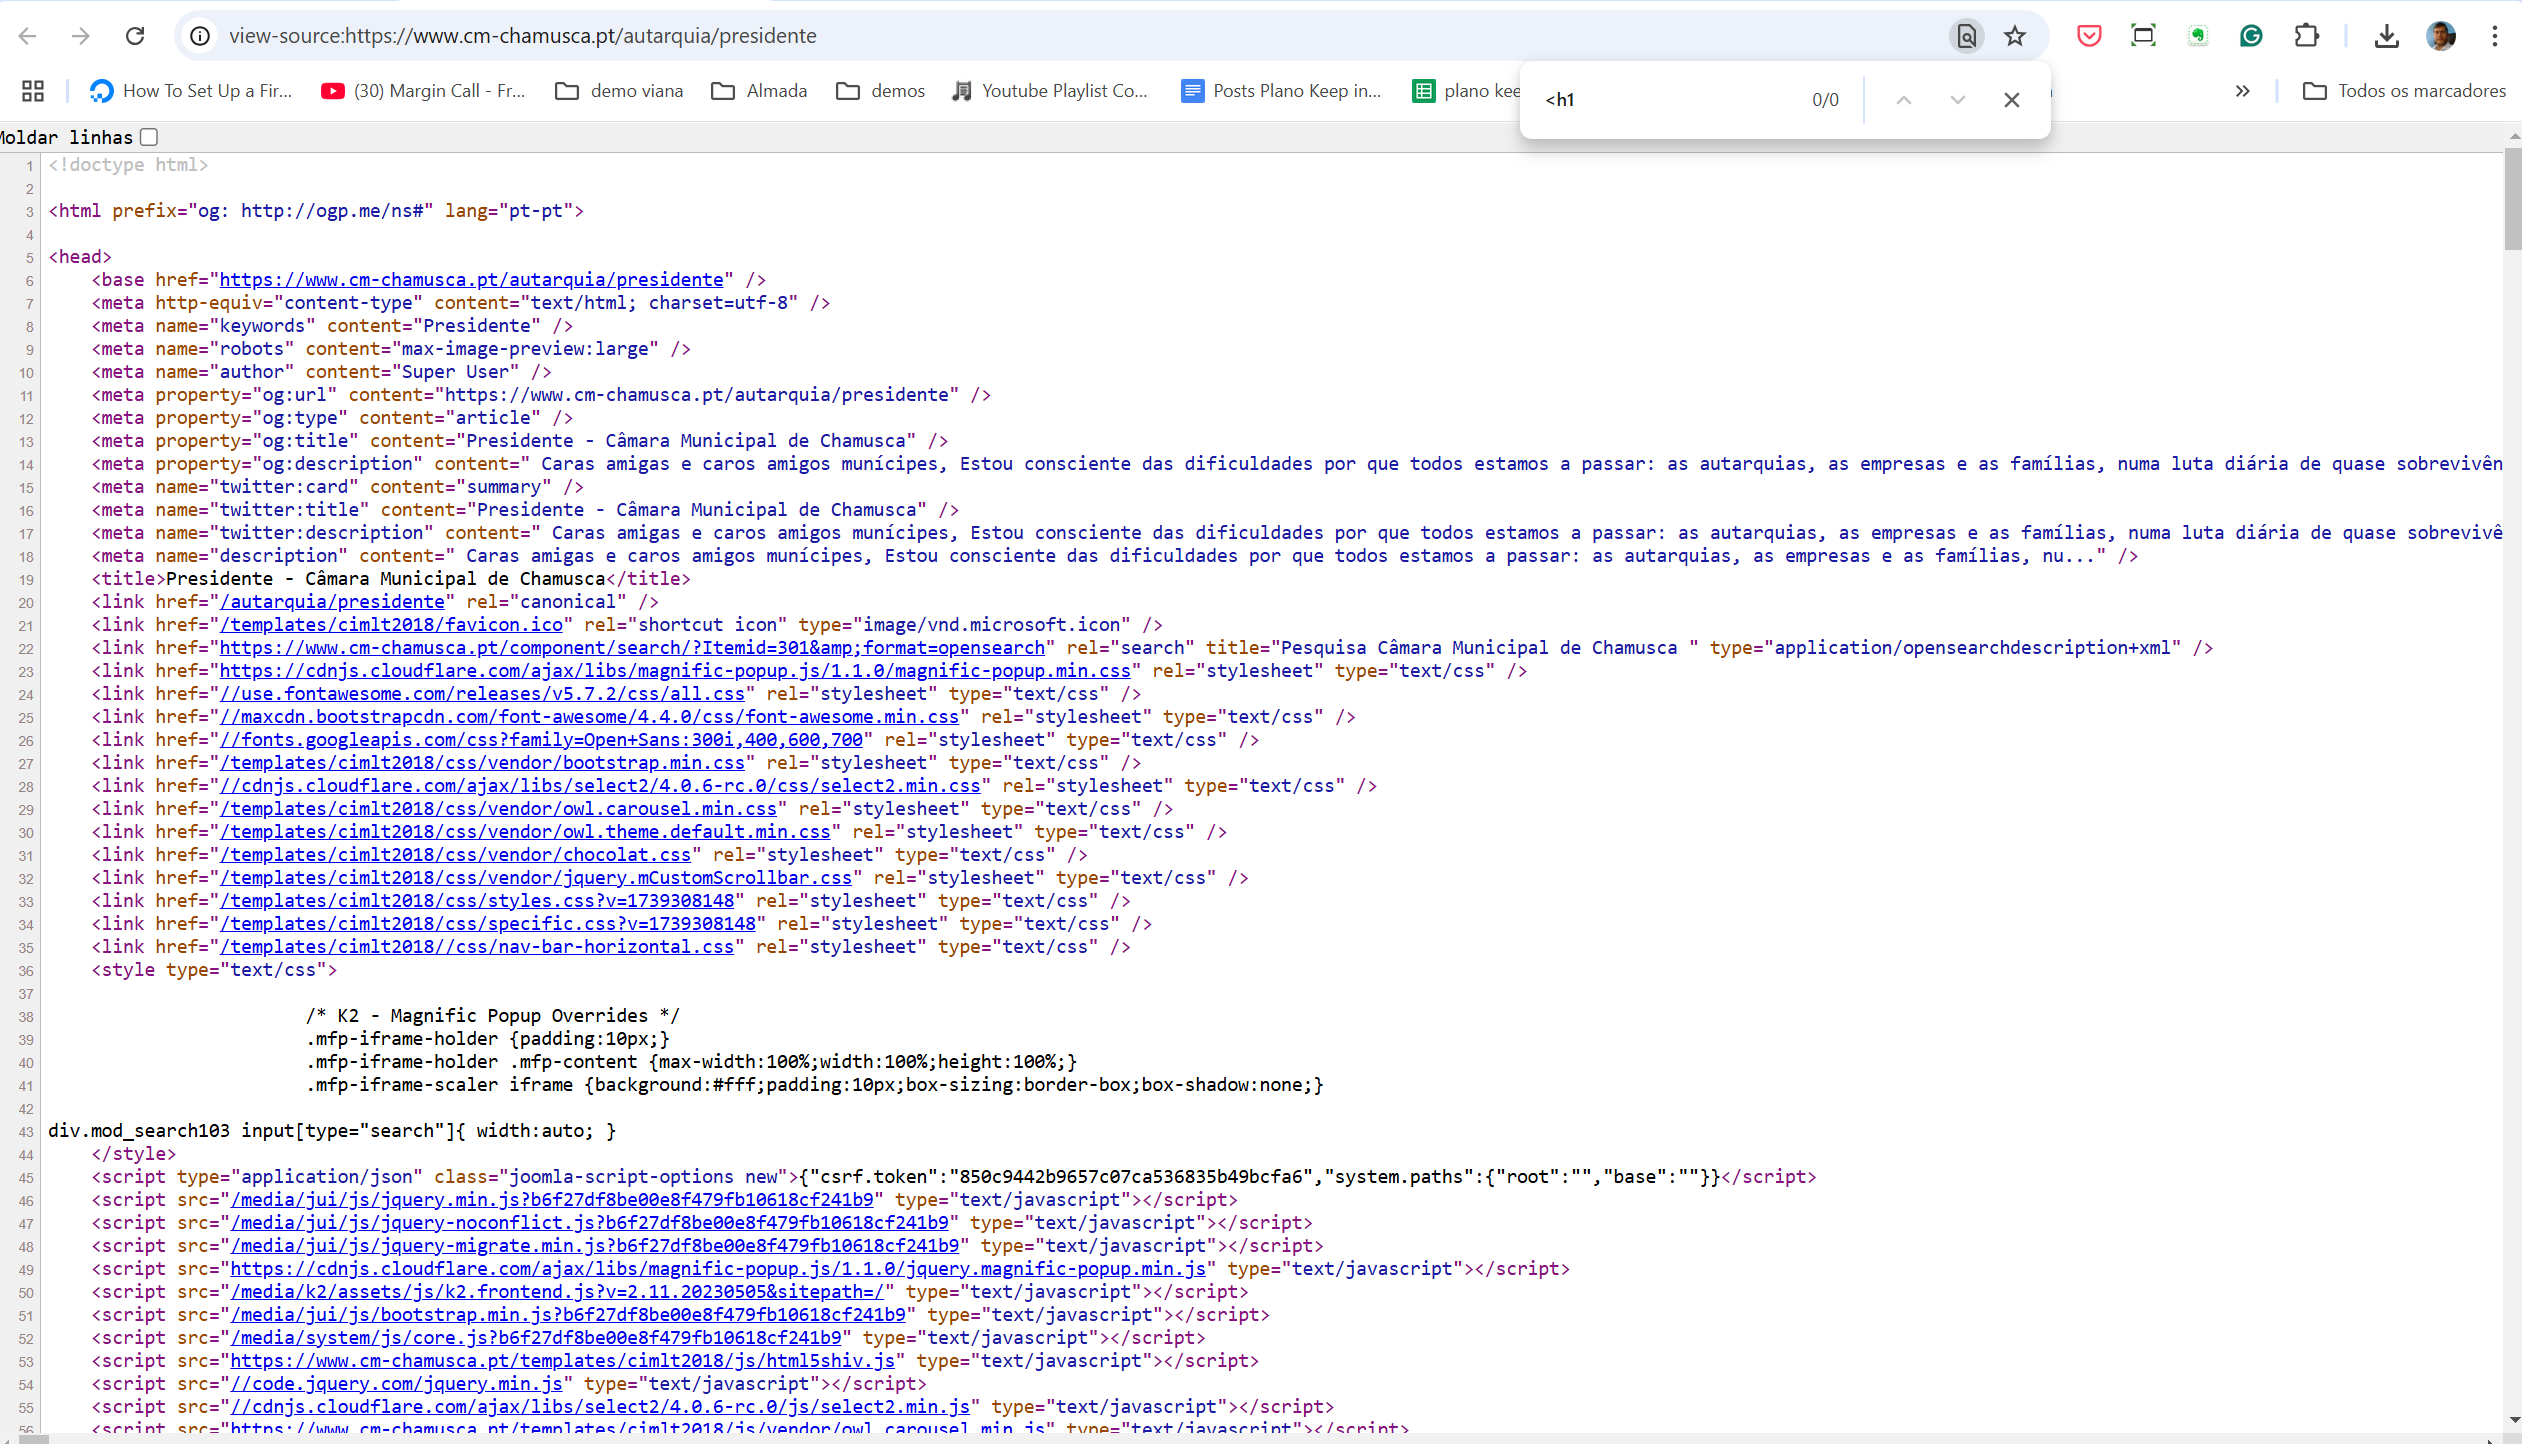 view-source:https://www.cm-chamusca.pt/autarquia/presidente
How To Set Up a Fir...
(30) Margin Call - Fr...
demo viana
Almada
demos
Youtube Playlist Co...
Posts Plano Keep in...
plano kee
<h1
0/0
»
Todos os marcadores
Moldar linhas
1 <!doctype html>
2
3 <html prefix="og: http://ogp.me/ns#" lang="pt-pt">
4
5 <head>
6 <base href="https://www.cm-chamusca.pt/autarquia/presidente" />
7 <meta http-equiv="content-type" content="text/html; charset=utf-8" />
8 <meta name="keywords" content="Presidente" />
9 <meta name="robots" content="max-image-preview:large" />
10 <meta name="author" content="Super User" />
11 <meta property="og:url" content="https://www.cm-chamusca.pt/autarquia/presidente" />
12 <meta property="og:type" content="article" />
13 <meta property="og:title" content="Presidente - Câmara Municipal de Chamusca" />
14 <meta property="og:description" content=" Caras amigas e caros amigos munícipes, Estou consciente das dificuldades por que todos estamos a passar: as autarquias, as empresas e as famílias, numa luta diária de quase sobrevivên
15 <meta name="twitter:card" content="summary" />
16 <meta name="twitter:title" content="Presidente - Câmara Municipal de Chamusca" />
17 <meta name="twitter:description" content=" Caras amigas e caros amigos munícipes, Estou consciente das dificuldades por que todos estamos a passar: as autarquias, as empresas e as famílias, numa luta diária de quase sobrevivê
18 <meta name="description" content=" Caras amigas e caros amigos munícipes, Estou consciente das dificuldades por que todos estamos a passar: as autarquias, as empresas e as famílias, nu..." />
19 <title>Presidente - Câmara Municipal de Chamusca</title>
20 <link href="/autarquia/presidente" rel="canonical" />
21 <link href="/templates/cimlt2018/favicon.ico" rel="shortcut icon" type="image/vnd.microsoft.icon" />
22 <link href="https://www.cm-chamusca.pt/component/search/?Itemid=301&amp;format=opensearch" rel="search" title="Pesquisa Câmara Municipal de Chamusca " type="application/opensearchdescription+xml" />
23 <link href="https://cdnjs.cloudflare.com/ajax/libs/magnific-popup.js/1.1.0/magnific-popup.min.css" rel="stylesheet" type="text/css" />
24 <link href="//use.fontawesome.com/releases/v5.7.2/css/all.css" rel="stylesheet" type="text/css" />
25 <link href="//maxcdn.bootstrapcdn.com/font-awesome/4.4.0/css/font-awesome.min.css" rel="stylesheet" type="text/css" />
26 <link href="//fonts.googleapis.com/css?family=Open+Sans:300i,400,600,700" rel="stylesheet" type="text/css" />
27 <link href="/templates/cimlt2018/css/vendor/bootstrap.min.css" rel="stylesheet" type="text/css" />
28 <link href="//cdnjs.cloudflare.com/ajax/libs/select2/4.0.6-rc.0/css/select2.min.css" rel="stylesheet" type="text/css" />
29 <link href="/templates/cimlt2018/css/vendor/owl.carousel.min.css" rel="stylesheet" type="text/css" />
30 <link href="/templates/cimlt2018/css/vendor/owl.theme.default.min.css" rel="stylesheet" type="text/css" />
31 <link href="/templates/cimlt2018/css/vendor/chocolat.css" rel="stylesheet" type="text/css" />
32 <link href="/templates/cimlt2018/css/vendor/jquery.mCustomScrollbar.css" rel="stylesheet" type="text/css" />
33 <link href="/templates/cimlt2018/css/styles.css?v=1739308148" rel="stylesheet" type="text/css" />
34 <link href="/templates/cimlt2018/css/specific.css?v=1739308148" rel="stylesheet" type="text/css" />
35 <link href="/templates/cimlt2018//css/nav-bar-horizontal.css" rel="stylesheet" type="text/css" />
36 <style type="text/css">
37
38 /* K2 - Magnific Popup Overrides */
39 .mfp-iframe-holder {padding:10px;}
40 .mfp-iframe-holder .mfp-content {max-width:100%;width:100%;height:100%;}
41 .mfp-iframe-scaler iframe {background:#fff;padding:10px;box-sizing:border-box;box-shadow:none;}
42
43 div.mod_search103 input[type="search"]{ width:auto; }
44 </style>
45 <script type="application/json" class="joomla-script-options new">{"csrf.token":"850c9442b9657c07ca536835b49bcfa6","system.paths":{"root":"","base":""}}</script>
46 <script src="/media/jui/js/jquery.min.js?b6f27df8be00e8f479fb10618cf241b9" type="text/javascript"></script>
47 <script src="/media/jui/js/jquery-noconflict.js?b6f27df8be00e8f479fb10618cf241b9" type="text/javascript"></script>
48 <script src="/media/jui/js/jquery-migrate.min.js?b6f27df8be00e8f479fb10618cf241b9" type="text/javascript"></script>
49 <script src="https://cdnjs.cloudflare.com/ajax/libs/magnific-popup.js/1.1.0/jquery.magnific-popup.min.js" type="text/javascript"></script>
50 <script src="/media/k2/assets/js/k2.frontend.js?v=2.11.20230505&sitepath=/" type="text/javascript"></script>
51 <script src="/media/jui/js/bootstrap.min.js?b6f27df8be00e8f479fb10618cf241b9" type="text/javascript"></script>
52 <script src="/media/system/js/core.js?b6f27df8be00e8f479fb10618cf241b9" type="text/javascript"></script>
53 <script src="https://www.cm-chamusca.pt/templates/cimlt2018/js/html5shiv.js" type="text/javascript"></script>
54 <script src="//code.jquery.com/jquery.min.js" type="text/javascript"></script>
55 <script src="//cdnjs.cloudflare.com/ajax/libs/select2/4.0.6-rc.0/js/select2.min.js" type="text/javascript"></script>
56 <script src="https://www.cm-chamusca.pt/templates/cimlt2018/js/vendor/owl.carousel.min.js" type="text/javascript"></script>